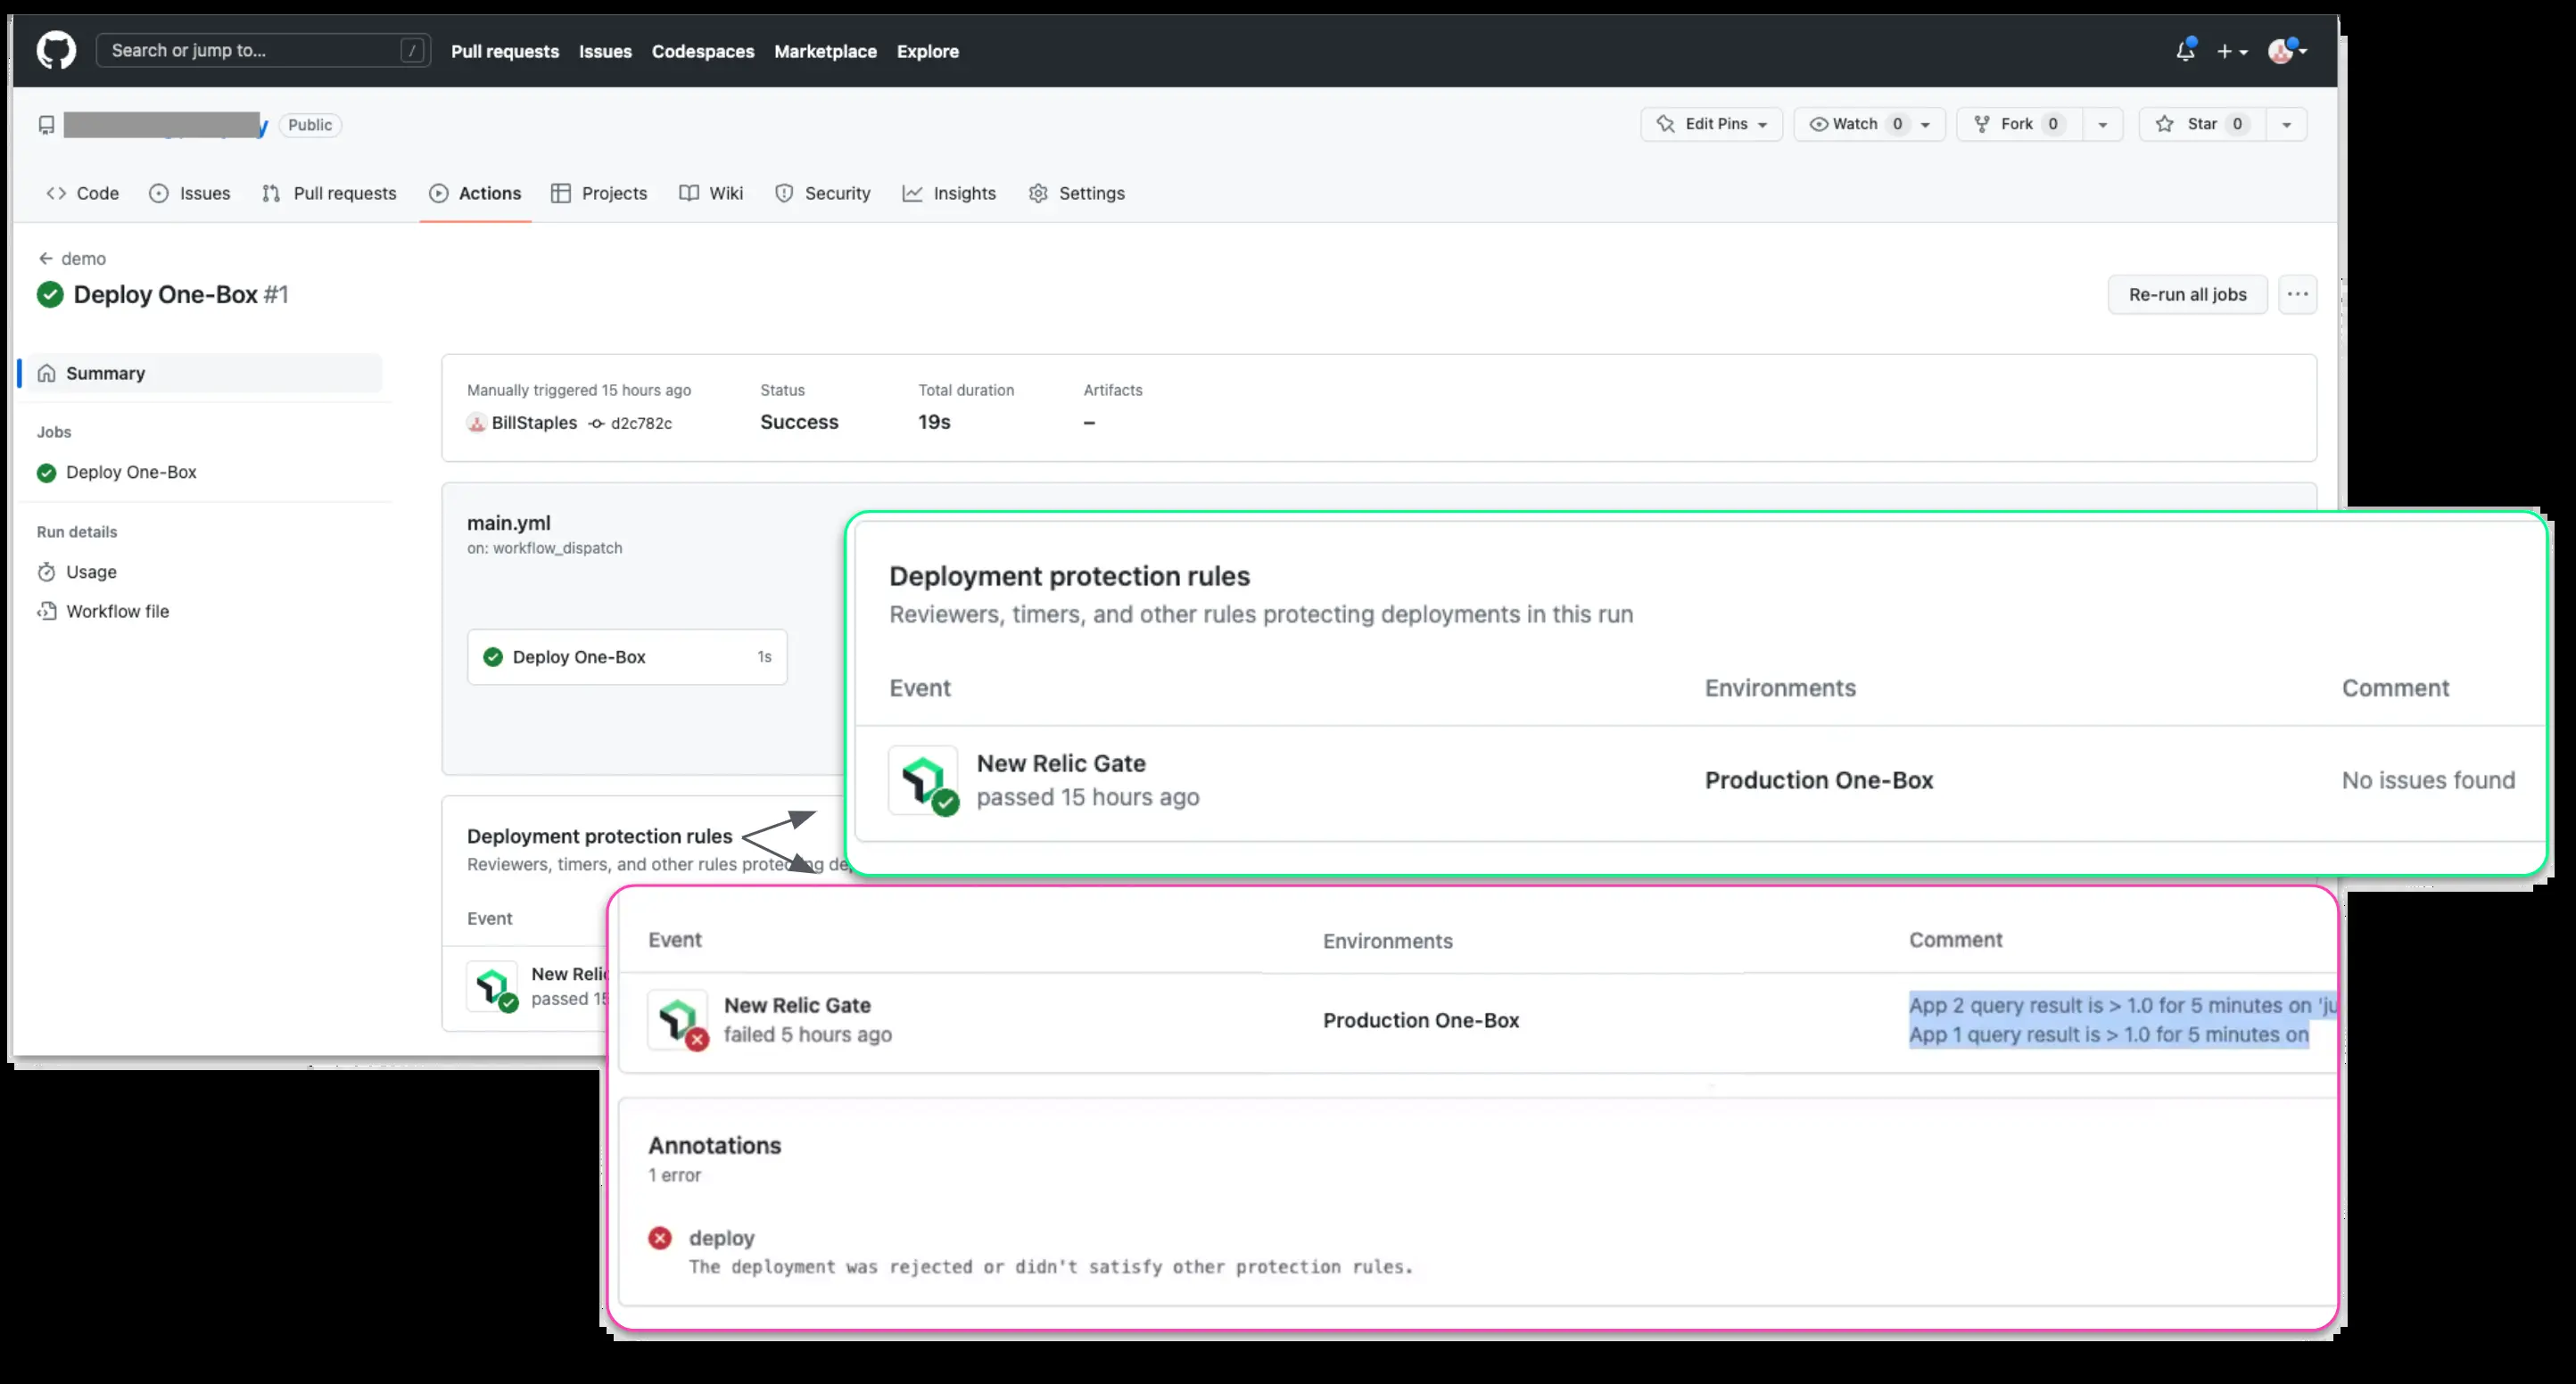 Search or jump to... /
Pull requests Issues Codespaces Marketplace Explore
Public
Edit Pins Watch 0 Fork 0 Star 0
Code Issues Pull requests Actions Projects Wiki Security Insights Settings
demo
Deploy One-Box #1
Re-run all jobs
Summary
Jobs
Deploy One-Box
Run details
Usage
Workflow file
Manually triggered 15 hours ago Status Total duration Artifacts
BillStaples d2c782c Success 19s –
main.yml
on: workflow_dispatch
Deploy One-Box 1s
Deployment protection rules
Reviewers, timers, and other rules protecting de
Event
New Relic
passed 15
Deployment protection rules
Reviewers, timers, and other rules protecting deployments in this run
Event Environments Comment
New Relic Gate
passed 15 hours ago
Production One-Box
No issues found
Event Environments Comment
New Relic Gate
failed 5 hours ago
Production One-Box
App 2 query result is > 1.0 for 5 minutes on 'ju
App 1 query result is > 1.0 for 5 minutes on
Annotations
1 error
deploy
The deployment was rejected or didn't satisfy other protection rules.